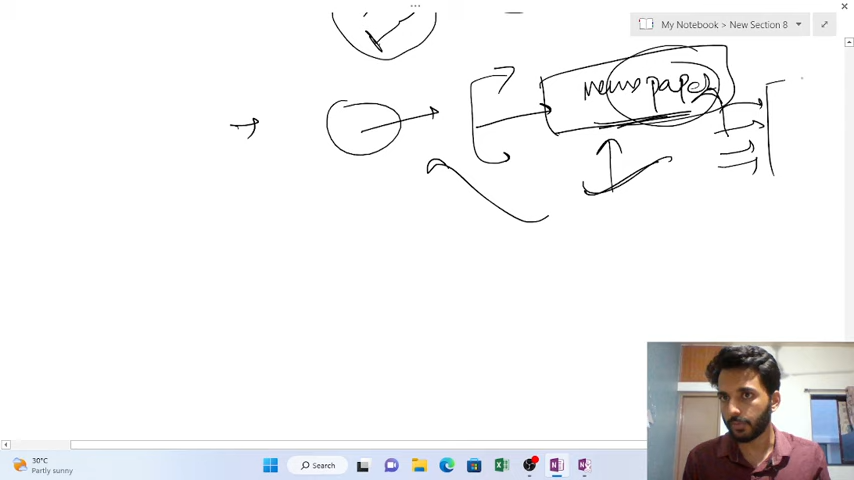 My Notebook > New Section 8
newspaper
30°C
Partly sunny
Search